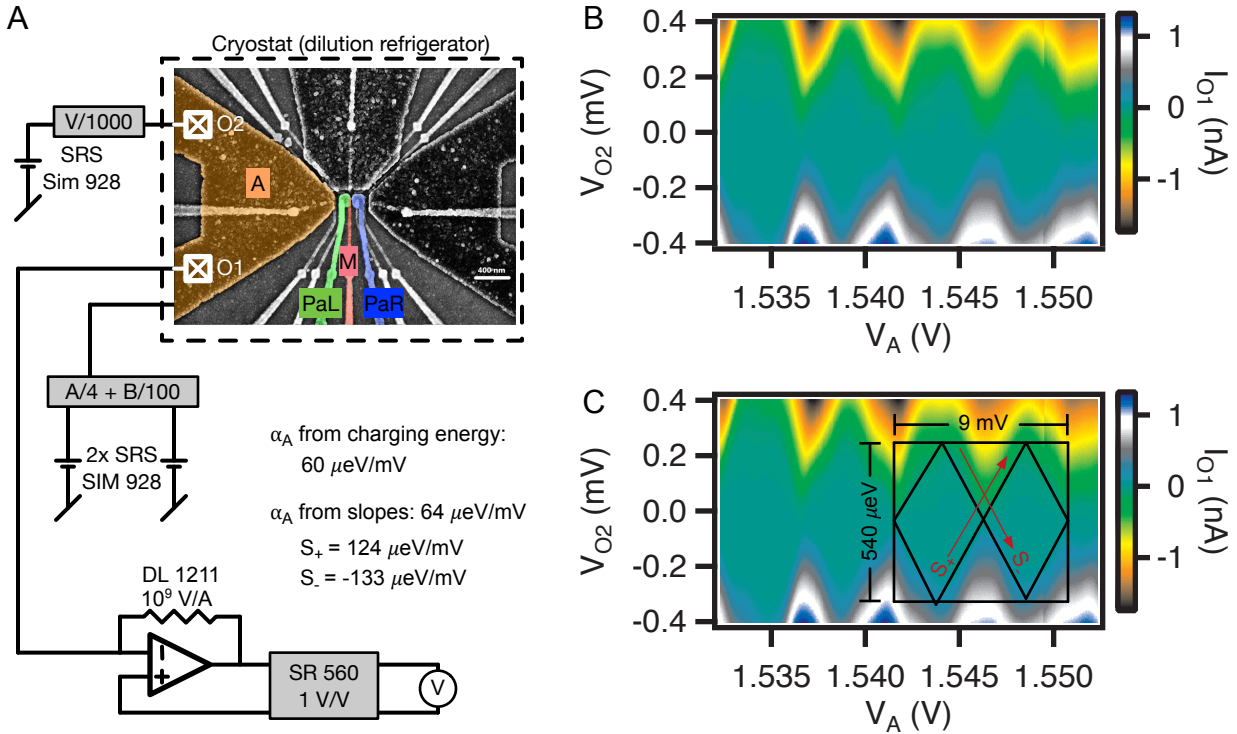 A
Cryostat (dilution refrigerator)
V/1000
SRS
Sim 928
O2
A
O1
M
PaL
PaR
400 nm
A/4 + B/100
2x SRS
SIM 928
α_A from charging energy:
60 μeV/mV
α_A from slopes: 64 μeV/mV
S₊ = 124 μeV/mV
S₋ = -133 μeV/mV
DL 1211
10⁹ V/A
SR 560
1 V/V
V
B
0.4
0.2
0.0
-0.2
-0.4
V_O2 (mV)
1.535
1.540
1.545
1.550
V_A (V)
1
0
-1
I_O1 (nA)
C
0.4
0.2
0.0
-0.2
-0.4
V_O2 (mV)
9 mV
540 μeV
S₊
S₋
1.535
1.540
1.545
1.550
V_A (V)
1
0
-1
I_O1 (nA)